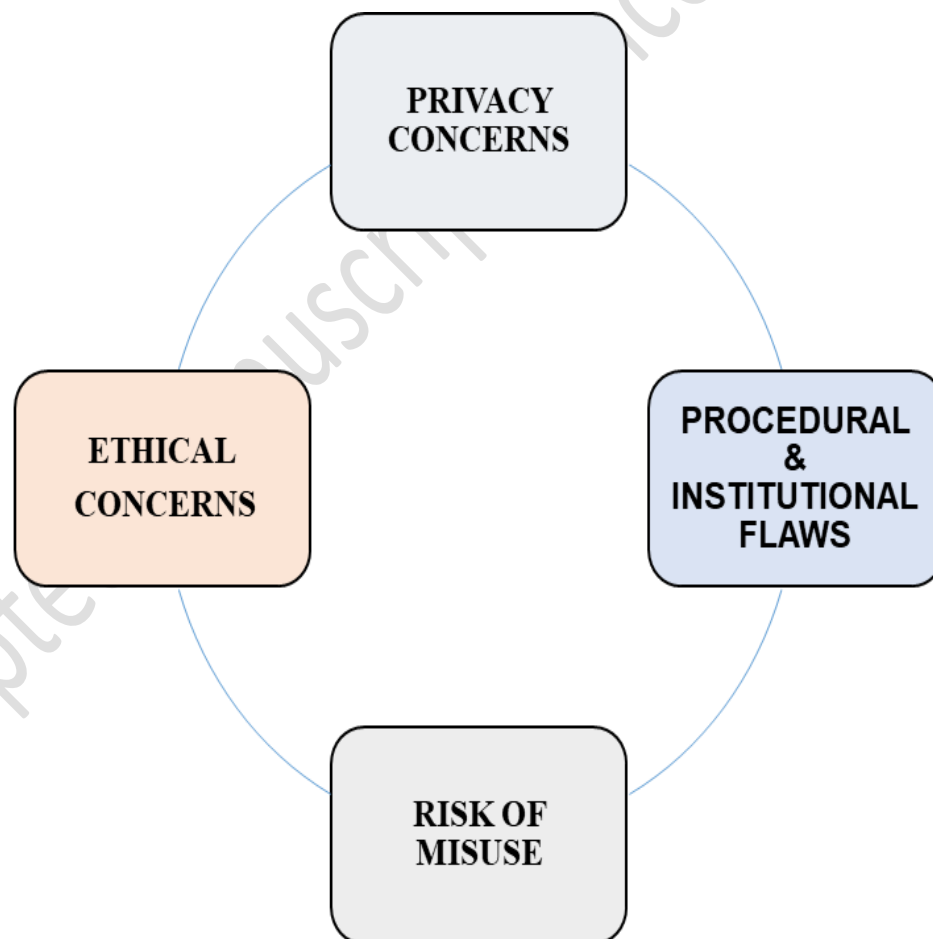 PRIVACY
CONCERNS
ETHICAL
CONCERNS
PROCEDURAL
&
INSTITUTIONAL
FLAWS
RISK OF
MISUSE